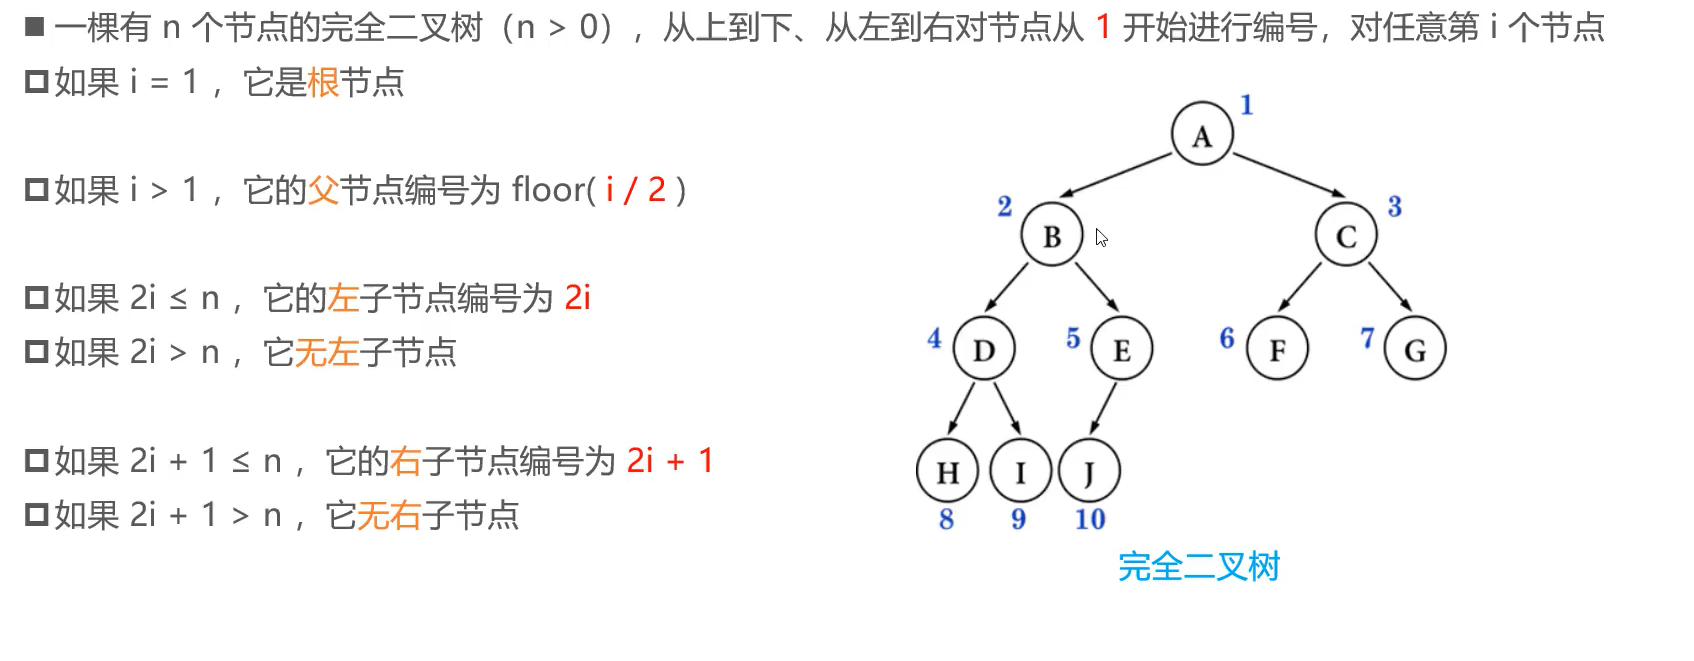 ■ 一棵有 n 个节点的完全二叉树（n > 0），从上到下、从左到右对节点从 1 开始进行编号，对任意第 i 个节点
如果 i = 1 ，它是根节点
如果 i > 1 ，它的父节点编号为 floor( i / 2 )
如果 2i ≤ n ，它的左子节点编号为 2i
如果 2i > n ，它无左子节点
如果 2i + 1 ≤ n ，它的右子节点编号为 2i + 1
如果 2i + 1 > n ，它无右子节点
1
A
2 3
B C
4 5 6 7
D E F G
H I J
8 9 10
完全二叉树